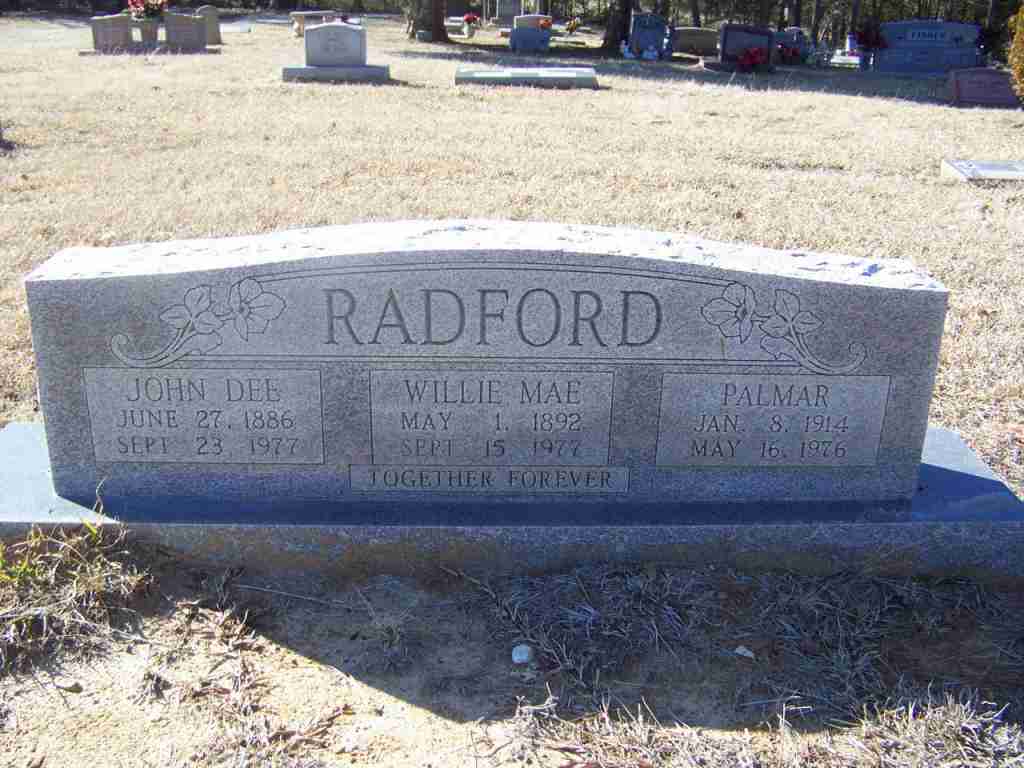 FISHER
RADFORD
JOHN DEE
JUNE 27, 1886
SEPT 23, 1977
WILLIE MAE
MAY 1, 1892
SEPT 15 1977
PALMAR
JAN. 8, 1914
MAY 16, 1976
TOGETHER FOREVER